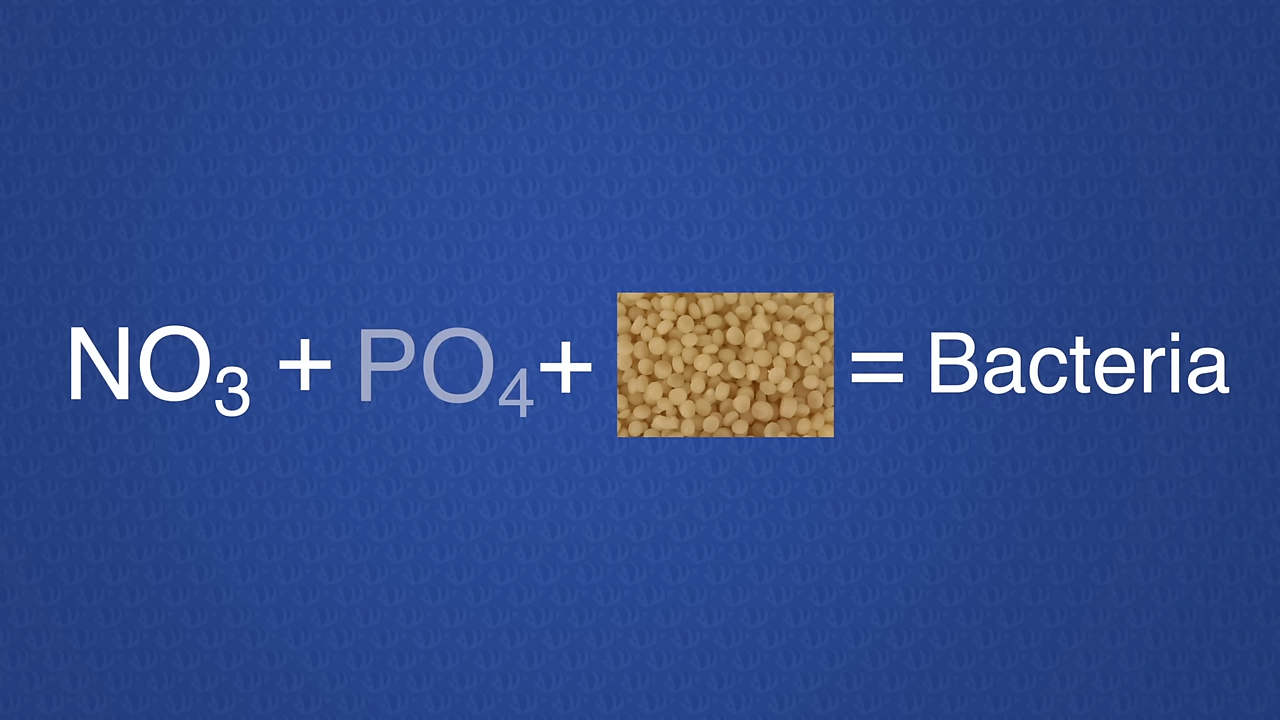 NO₃ + PO₄ + = Bacteria